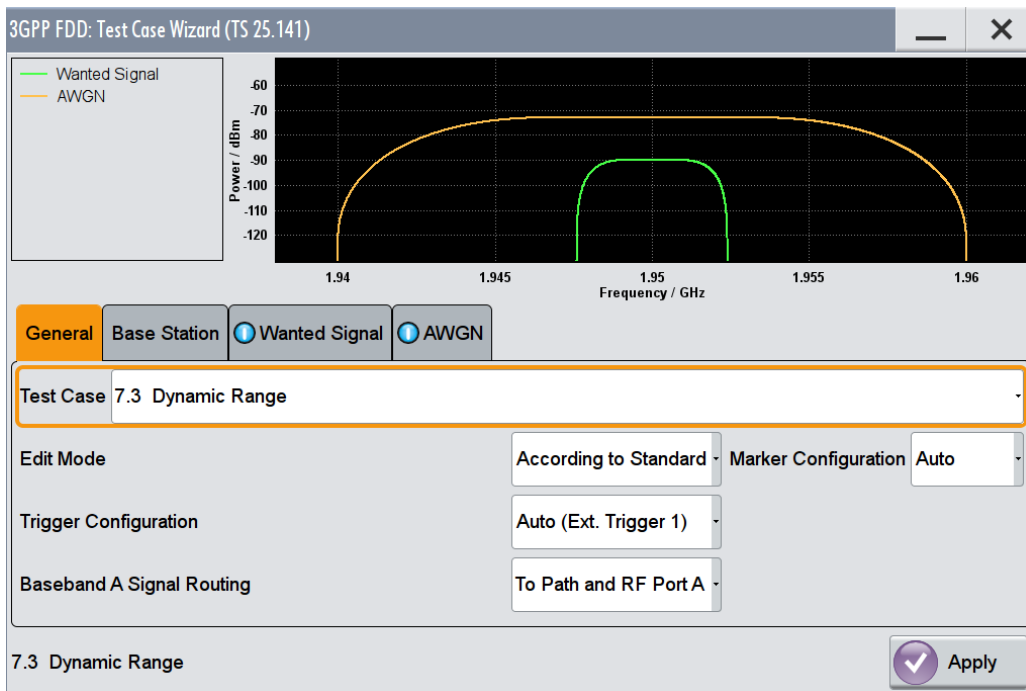 3GPP FDD: Test Case Wizard (TS 25.141)
Wanted Signal
AWGN
Power / dBm
-60
-70
-80
-90
-100
-110
-120
1.94
1.945
1.95
1.955
1.96
Frequency / GHz
General
Base Station
Wanted Signal
AWGN
Test Case 7.3 Dynamic Range
Edit Mode According to Standard Marker Configuration Auto
Trigger Configuration Auto (Ext. Trigger 1)
Baseband A Signal Routing To Path and RF Port A
7.3 Dynamic Range
Apply